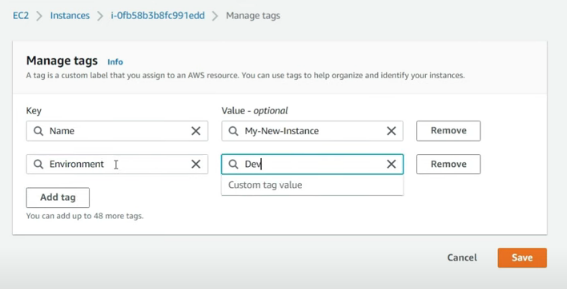 EC2 > Instances > i-0fb58b3b8fc991edd > Manage tags
Manage tags Info
A tag is a custom label that you assign to an AWS resource. You can use tags to help organize and identify your instances.
Key Value - optional
Name My-New-Instance Remove
Environment Dev Remove
Custom tag value
Add tag
You can add up to 48 more tags.
Cancel Save